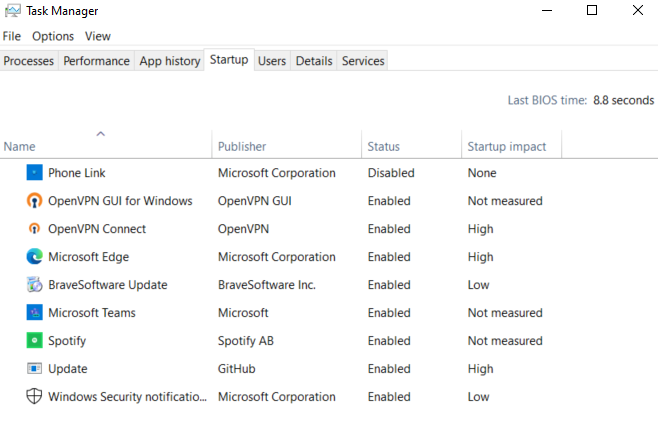 Task Manager
File Options View
Processes Performance App history Startup Users Details Services
Last BIOS time: 8.8 seconds
Name Publisher Status Startup impact
Phone Link Microsoft Corporation Disabled None
OpenVPN GUI for Windows OpenVPN GUI Enabled Not measured
OpenVPN Connect OpenVPN Enabled High
Microsoft Edge Microsoft Corporation Enabled High
BraveSoftware Update BraveSoftware Inc. Enabled Low
Microsoft Teams Microsoft Enabled Not measured
Spotify Spotify AB Enabled Not measured
Update GitHub Enabled High
Windows Security notificatio... Microsoft Corporation Enabled Low